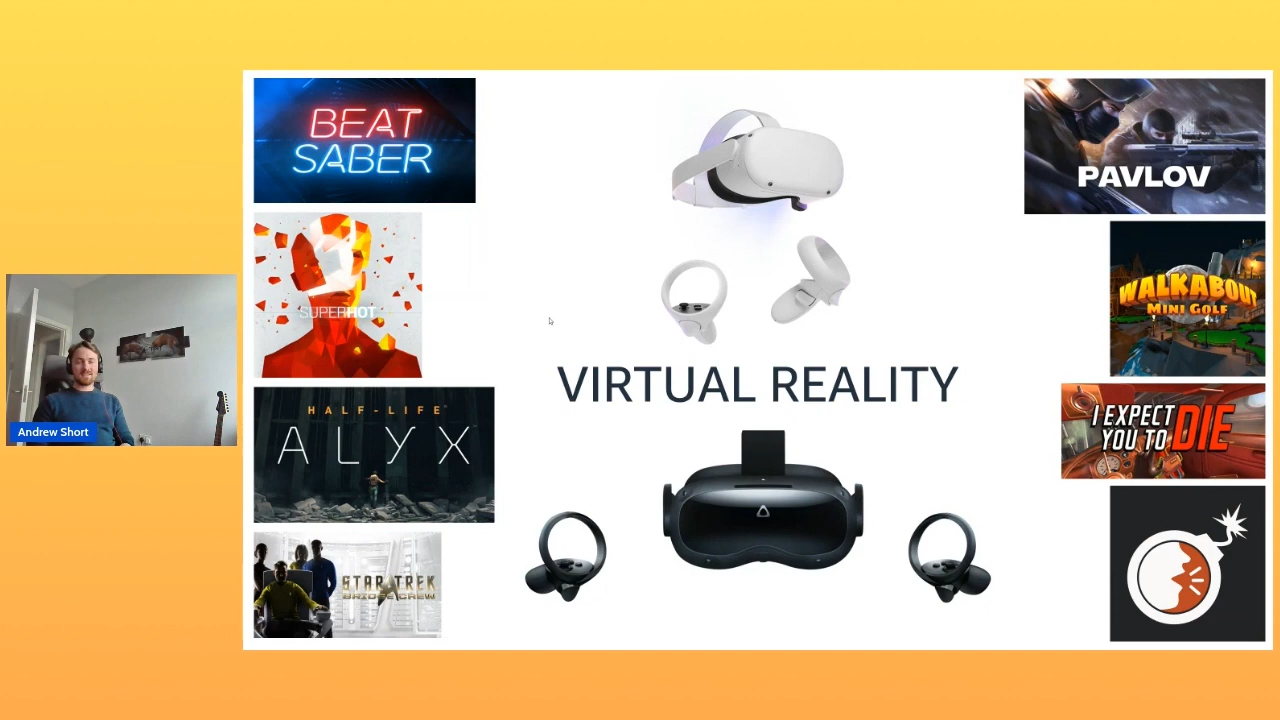 BEAT
SABER
SUPERHOT
HALF-LIFE
ALYX
STAR TREK
BRIDGE CREW
Andrew Short
VIRTUAL REALITY
PAVLOV
WALKABOUT
MINI GOLF
I EXPECT
YOU TO DIE